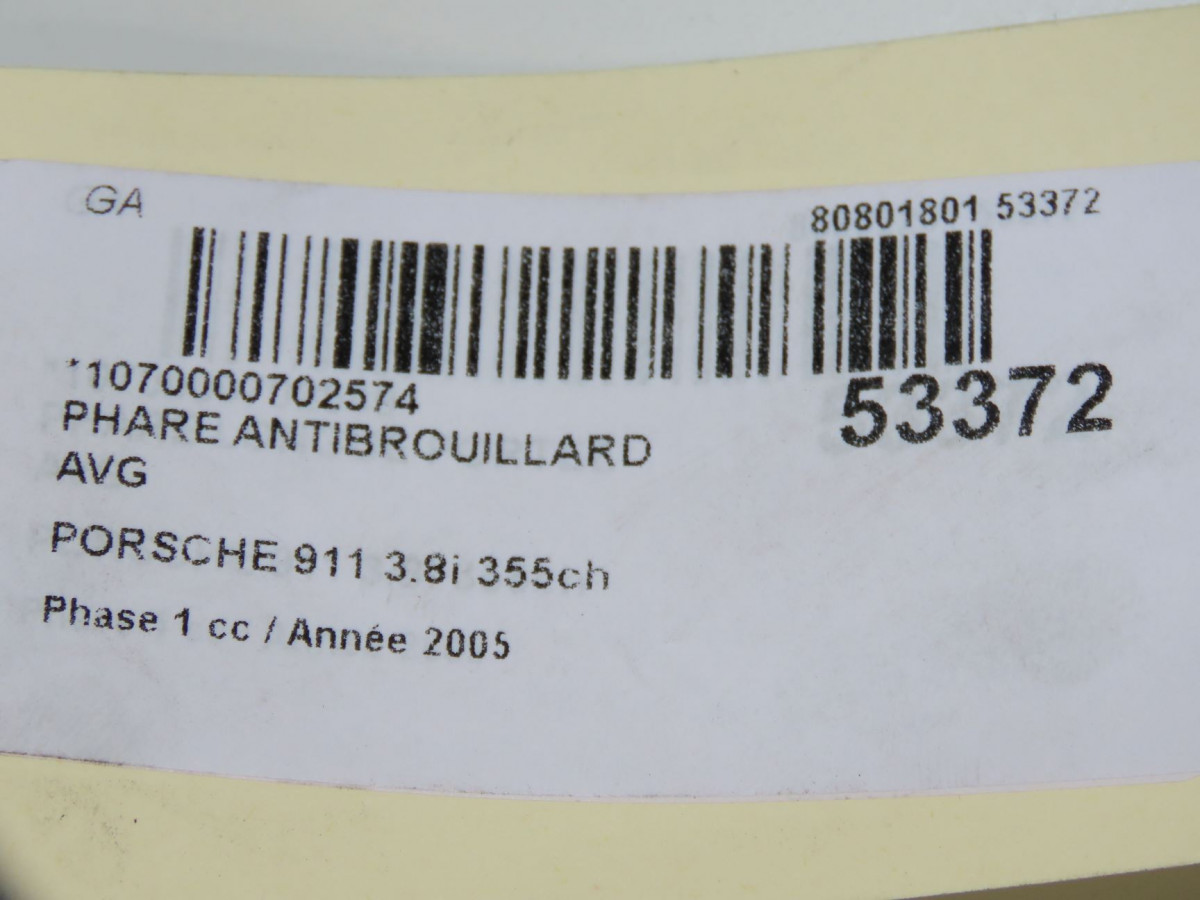 GA
80801801 53372
*1070000702574
53372
PHARE ANTIBROUILLARD
AVG
PORSCHE 911 3.8i 355ch
Phase 1 cc / Année 2005